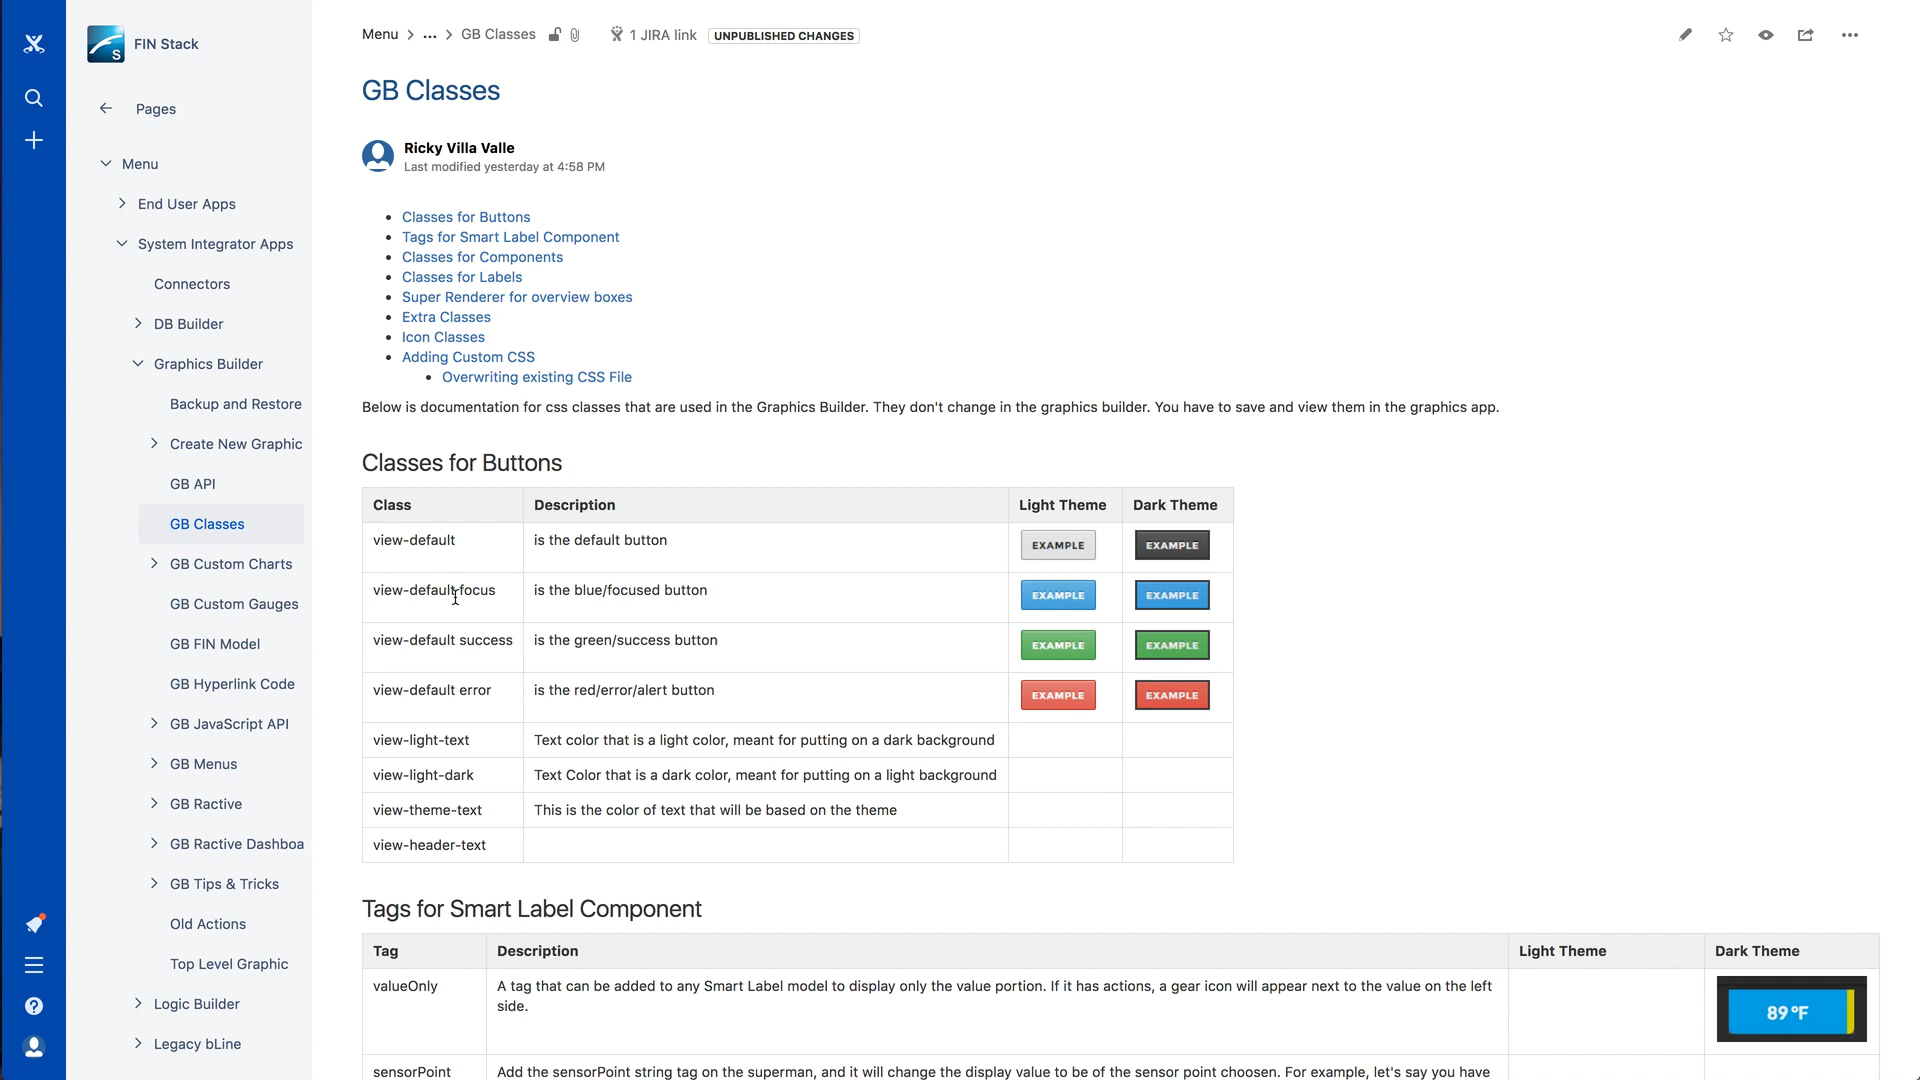 FIN Stack
Pages
Menu
End User Apps
System Integrator Apps
Connectors
DB Builder
Graphics Builder
Backup and Restore
Create New Graphic
GB API
GB Classes
GB Custom Charts
GB Custom Gauges
GB FIN Model
GB Hyperlink Code
GB JavaScript API
GB Menus
GB Ractive
GB Ractive Dashboa
GB Tips & Tricks
Old Actions
Top Level Graphic
Logic Builder
Legacy bLine
Menu > ... > GB Classes 1 JIRA link UNPUBLISHED CHANGES
GB Classes
Ricky Villa Valle
Last modified yesterday at 4:58 PM
• Classes for Buttons
• Tags for Smart Label Component
• Classes for Components
• Classes for Labels
• Super Renderer for overview boxes
• Extra Classes
• Icon Classes
• Adding Custom CSS
• Overwriting existing CSS File
Below is documentation for css classes that are used in the Graphics Builder. They don't change in the graphics builder. You have to save and view them in the graphics app.
Classes for Buttons
Class Description Light Theme Dark Theme
view-default is the default button EXAMPLE EXAMPLE
view-default focus is the blue/focused button EXAMPLE EXAMPLE
view-default success is the green/success button EXAMPLE EXAMPLE
view-default error is the red/error/alert button EXAMPLE EXAMPLE
view-light-text Text color that is a light color, meant for putting on a dark background
view-light-dark Text Color that is a dark color, meant for putting on a light background
view-theme-text This is the color of text that will be based on the theme
view-header-text
Tags for Smart Label Component
Tag Description Light Theme Dark Theme
valueOnly A tag that can be added to any Smart Label model to display only the value portion. If it has actions, a gear icon will appear next to the value on the left
side.
89 °F
sensorPoint Add the sensorPoint string tag on the superman, and it will change the display value to be of the sensor point choosen. For example, let's say you have